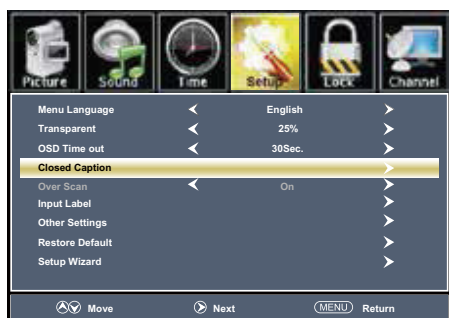 Picture Sound Time Setup Lock Channel
Menu Language English
Transparent 25%
OSD Time out 30Sec.
Closed Caption
Over Scan On
Input Label
Other Settings
Restore Default
Setup Wizard
Move Next MENU Return